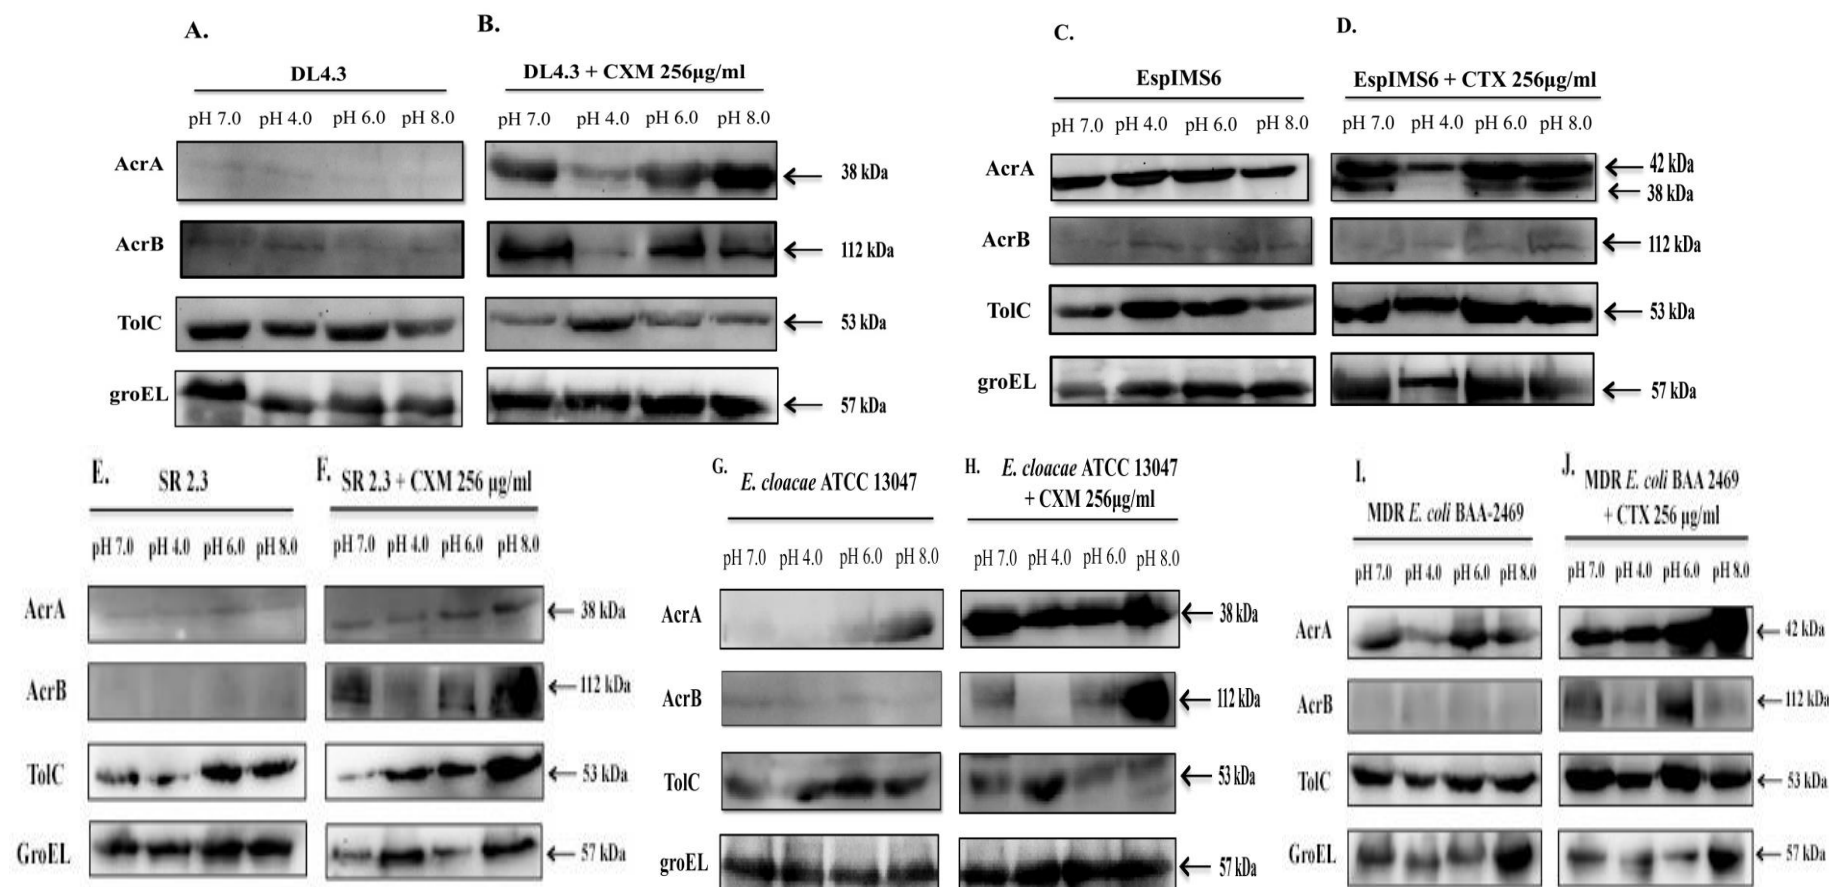 A.
B.
DL4.3
DL4.3 + CXM 256µg/ml
pH 7.0 pH 4.0 pH 6.0 pH 8.0
pH 7.0 pH 4.0 pH 6.0 pH 8.0
AcrA
38 kDa
AcrB
112 kDa
TolC
53 kDa
groEL
57 kDa
C.
D.
EspIMS6
EspIMS6 + CTX 256µg/ml
pH 7.0 pH 4.0 pH 6.0 pH 8.0
pH 7.0 pH 4.0 pH 6.0 pH 8.0
AcrA
42 kDa
38 kDa
AcrB
112 kDa
TolC
53 kDa
groEL
57 kDa
E.
F.
SR 2.3
SR 2.3 + CXM 256 µg/ml
pH 7.0 pH 4.0 pH 6.0 pH 8.0
pH 7.0 pH 4.0 pH 6.0 pH 8.0
AcrA
38 kDa
AcrB
112 kDa
TolC
53 kDa
GroEL
57 kDa
G.
H.
E. cloacae ATCC 13047
E. cloacae ATCC 13047
+ CXM 256µg/ml
pH 7.0 pH 4.0 pH 6.0 pH 8.0
pH 7.0 pH 4.0 pH 6.0 pH 8.0
AcrA
38 kDa
AcrB
112 kDa
TolC
53 kDa
groEL
57 kDa
I.
J.
MDR E. coli BAA-2469
MDR E. coli BAA 2469
+ CTX 256 µg/ml
pH 7.0 pH 4.0 pH 6.0 pH 8.0
pH 7.0 pH 4.0 pH 6.0 pH 8.0
AcrA
42 kDa
AcrB
112 kDa
TolC
53 kDa
GroEL
57 kDa